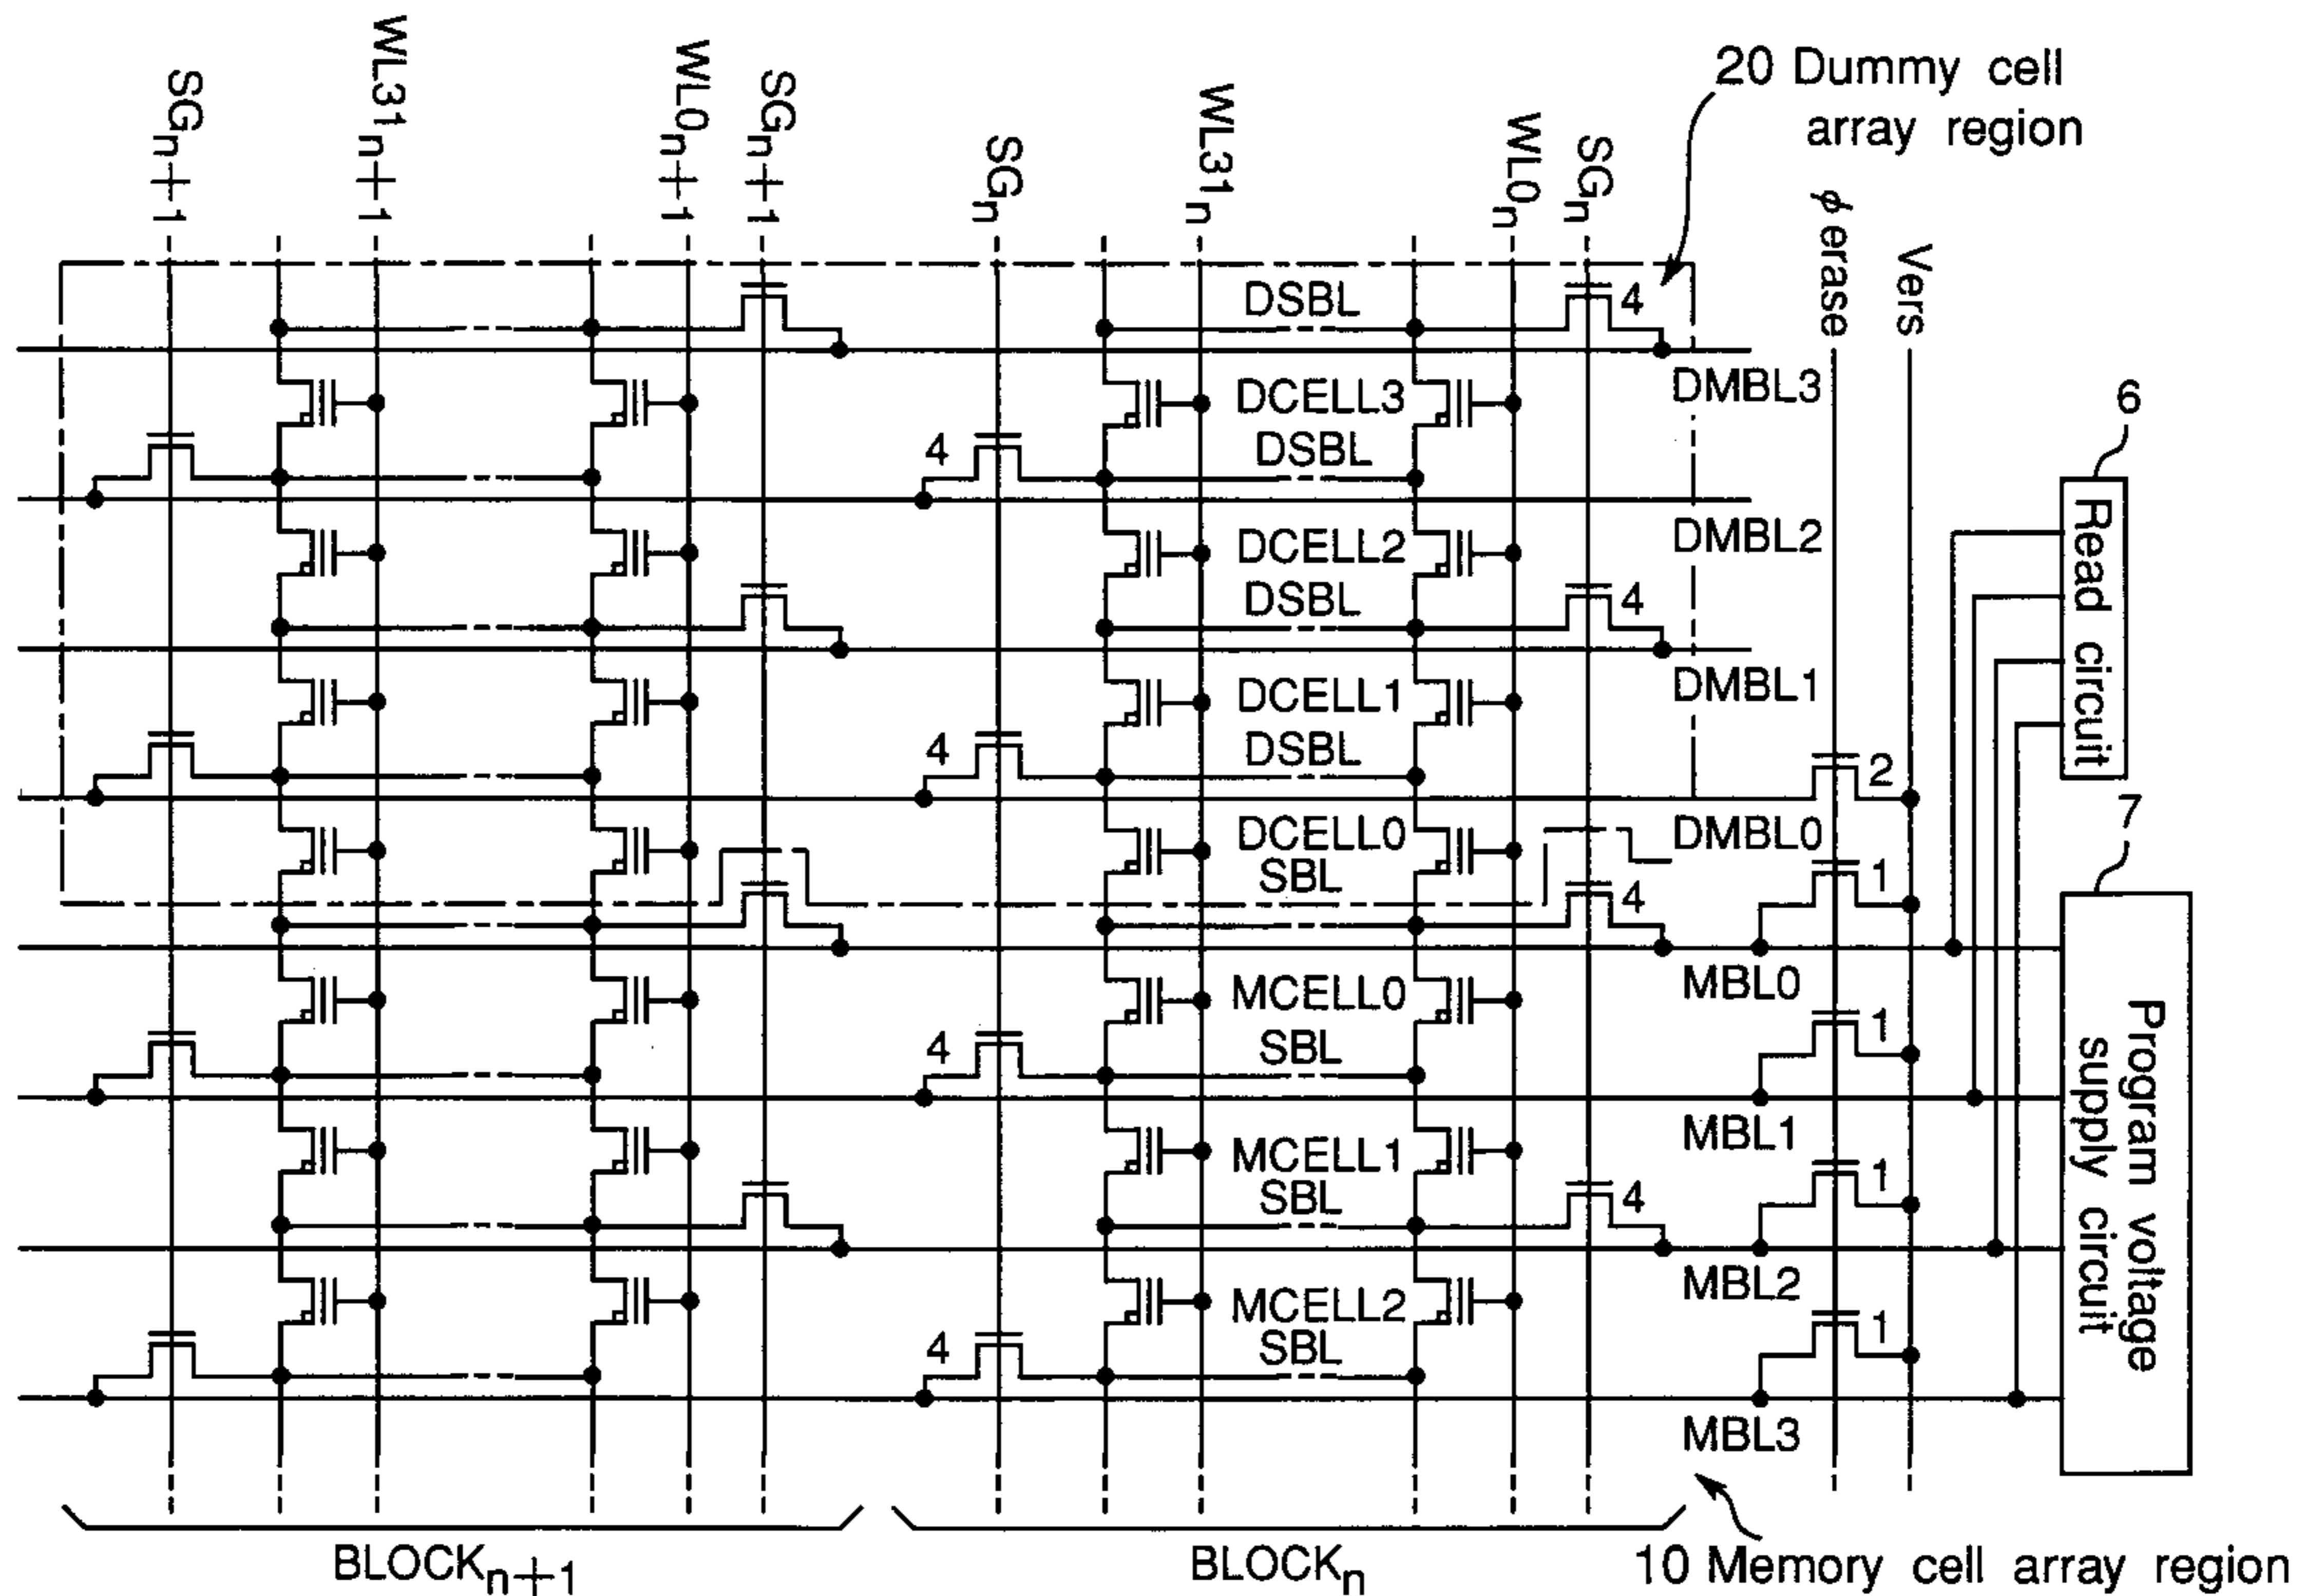 SGn+1
WL31n+1
WL0n+1
SGn+1
SGn
WL31n
WL0n
SGn
20 Dummy cell
array region
φ erase
Vers
DSBL
4
DMBL3
DCELL3
4
DSBL
6
Read circuit
DMBL2
DCELL2
DSBL
4
DMBL1
DCELL1
4
DSBL
2
DMBL0
7
DCELL0
SBL
4
1
MBL0
MCELL0
4
SBL
1
MBL1
MCELL1
SBL
4
1
MBL2
Program voltage
supply circuit
MCELL2
4
SBL
1
MBL3
BLOCKn+1
BLOCKn
10 Memory cell array region